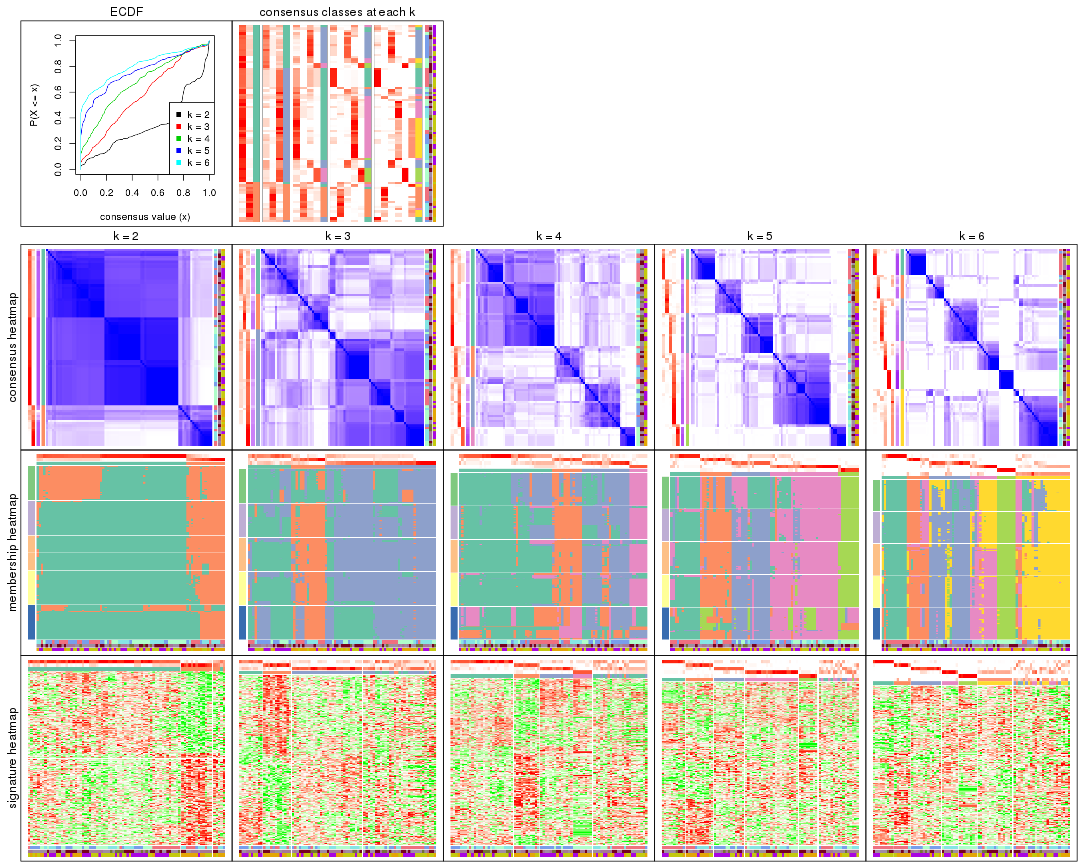 ECDF
consensus classes at each k
P(X <= x)
0.0
0.2
0.4
0.6
0.8
1.0
k = 2
k = 3
k = 4
k = 5
k = 6
0.0 0.2 0.4 0.6 0.8 1.0
consensus value (x)
k = 2
k = 3
k = 4
k = 5
k = 6
consensus heatmap
membership heatmap
signature heatmap